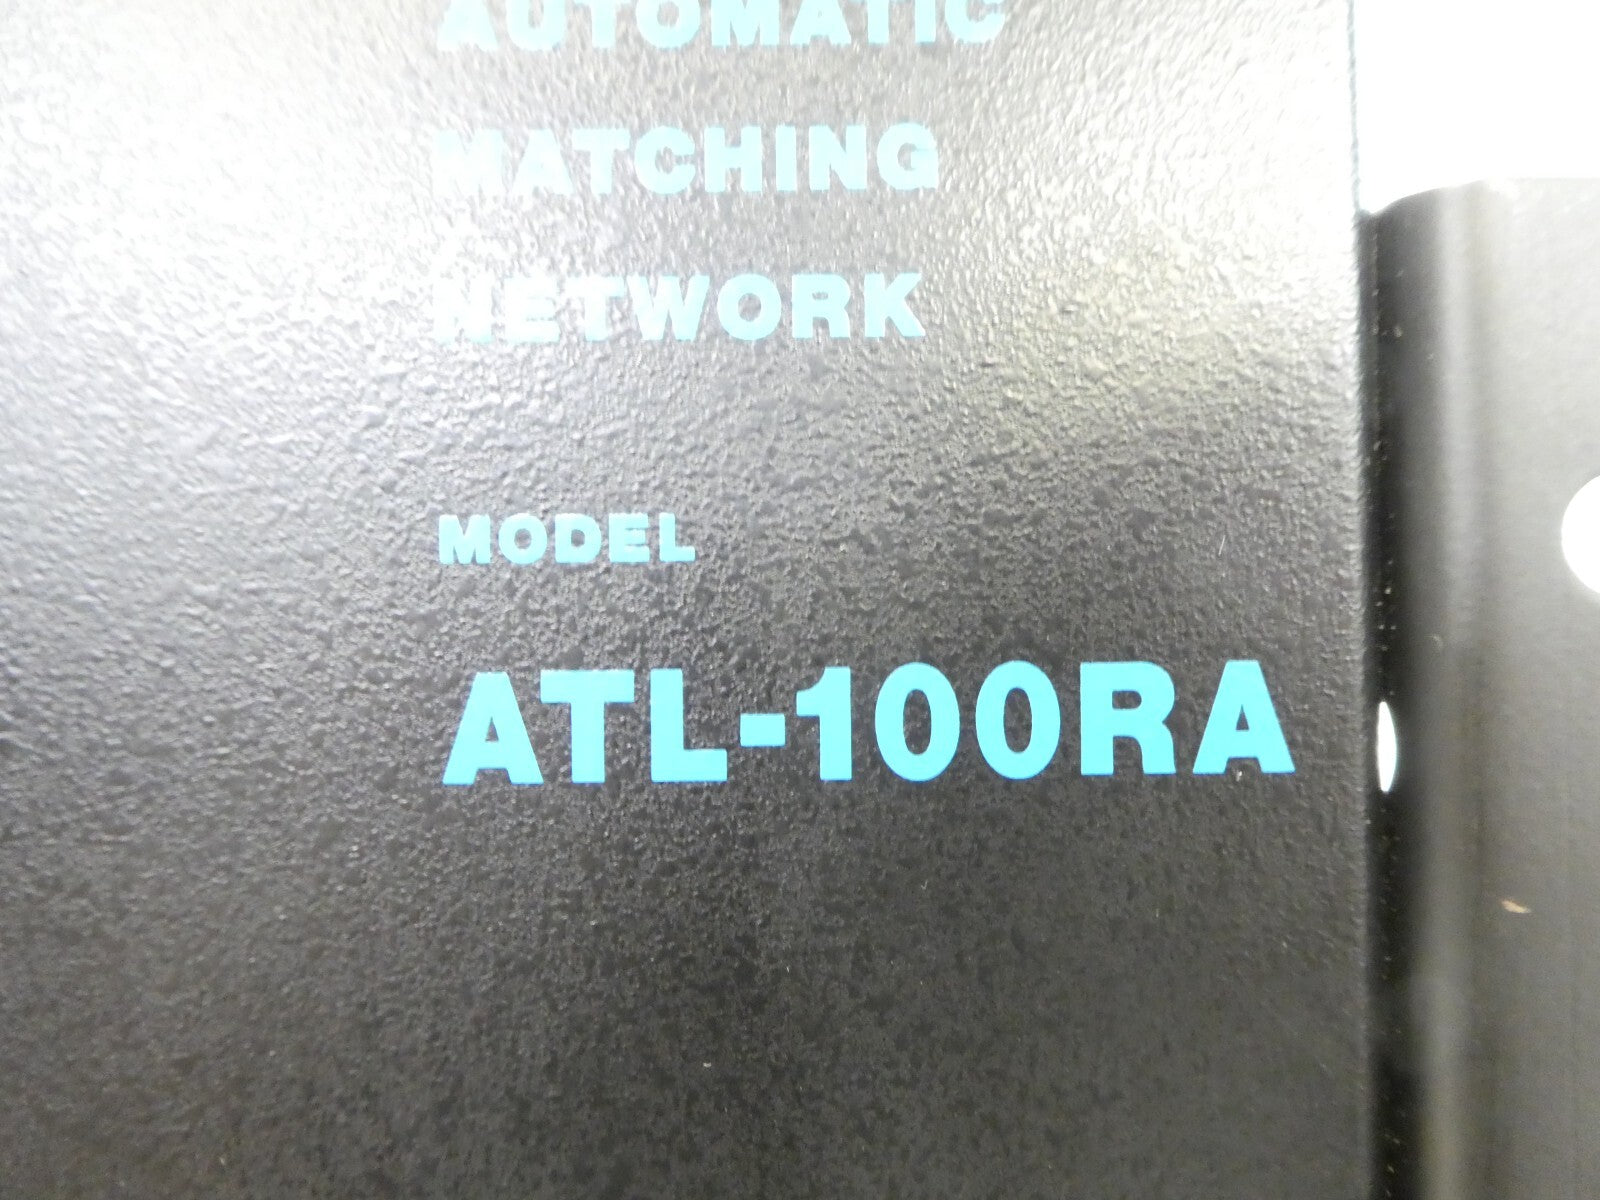 AUTOMATIC
MATCHING
NETWORK
MODEL
ATL-100RA